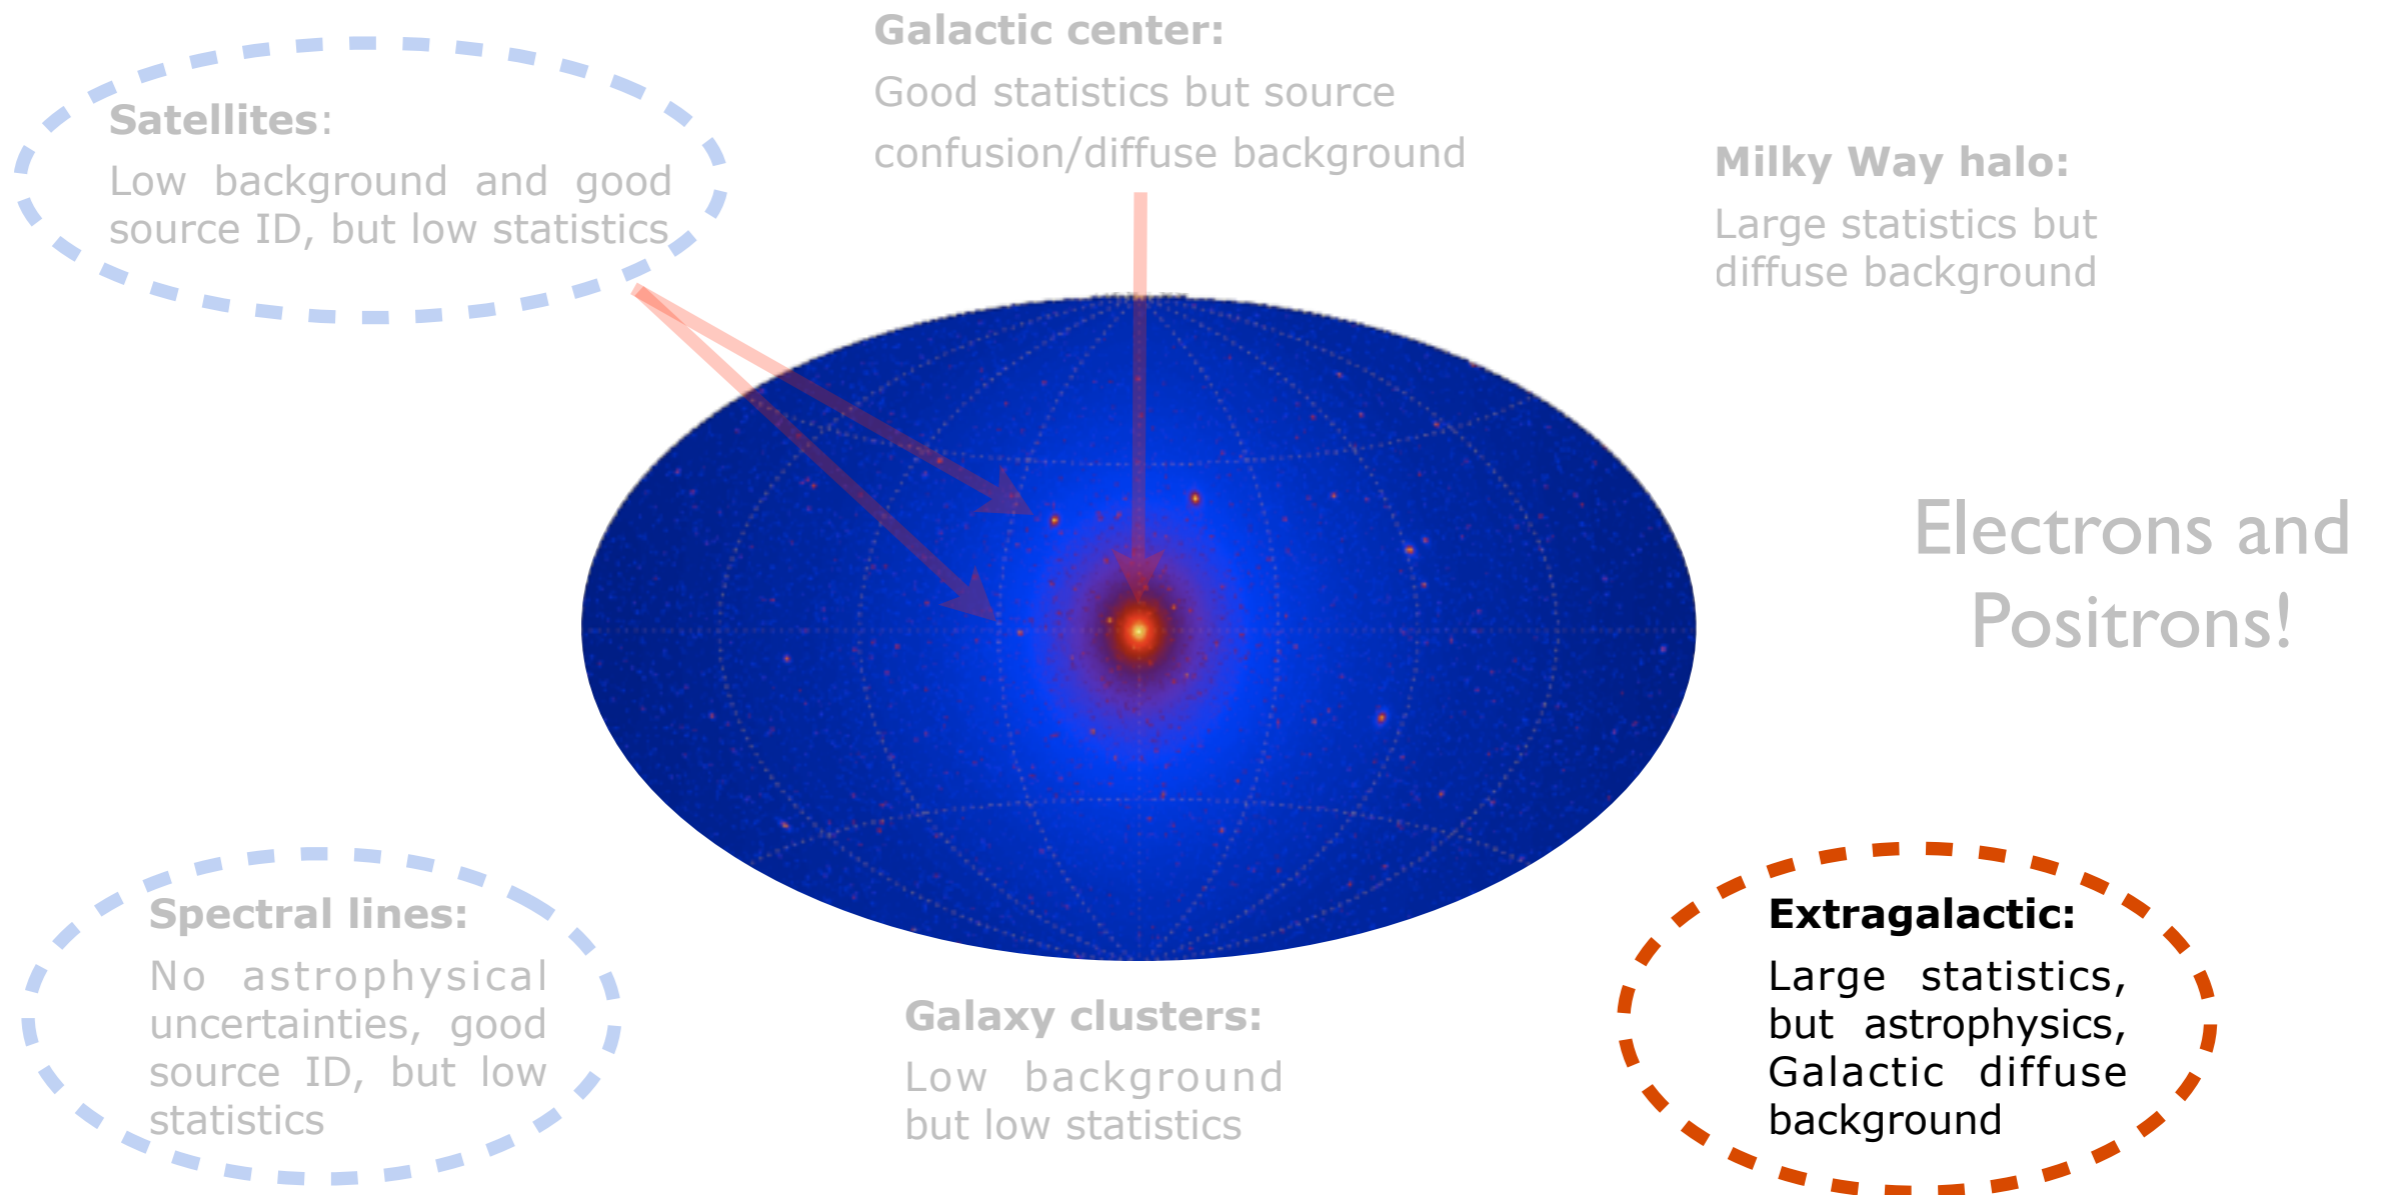 Galactic center:
Good statistics but source
confusion/diffuse background
Satellites:
Low background and good
source ID, but low statistics
Milky Way halo:
Large statistics but
diffuse background
Electrons and
Positrons!
Spectral lines:
No astrophysical
uncertainties, good
source ID, but low
statistics
Galaxy clusters:
Low background
but low statistics
Extragalactic:
Large statistics,
but astrophysics,
Galactic diffuse
background